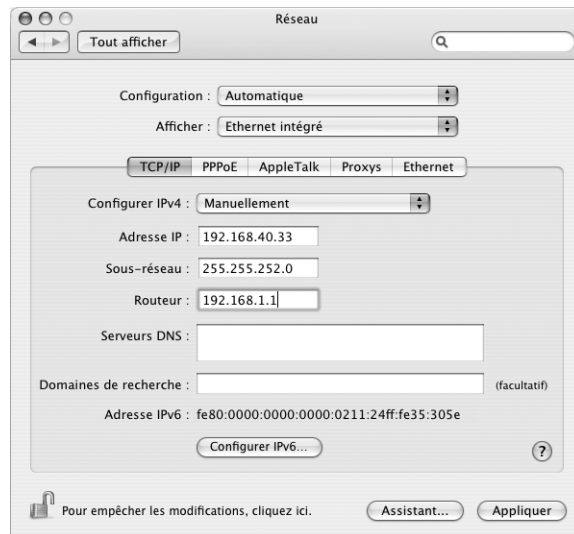 Réseau
Tout afficher
Configuration : Automatique
Afficher : Ethernet intégré
TCP/IP PPPoE AppleTalk Proxys Ethernet
Configurer IPv4 : Manuellement
Adresse IP : 192.168.40.33
Sous-réseau : 255.255.252.0
Routeur : 192.168.1.1
Serveurs DNS :
Domaines de recherche : (facultatif)
Adresse IPv6 : fe80:0000:0000:0000:0211:24ff:fe35:305e
Configurer IPv6... ?
Pour empêcher les modifications, cliquez ici. Assistant... Appliquer